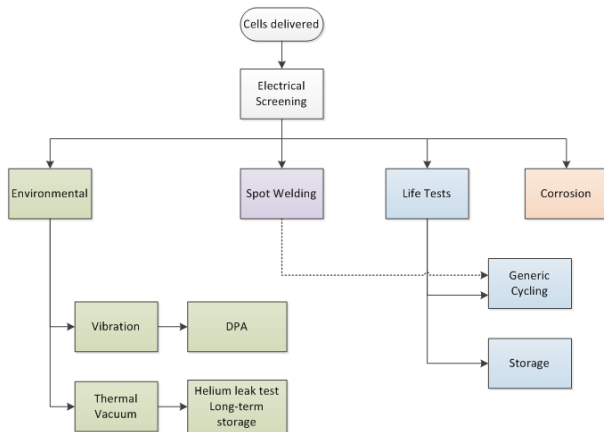 Cells delivered
Electrical
Screening
Environmental
Spot Welding
Life Tests
Corrosion
Generic
Cycling
Vibration
DPA
Storage
Thermal
Vacuum
Helium leak test
Long-term
storage